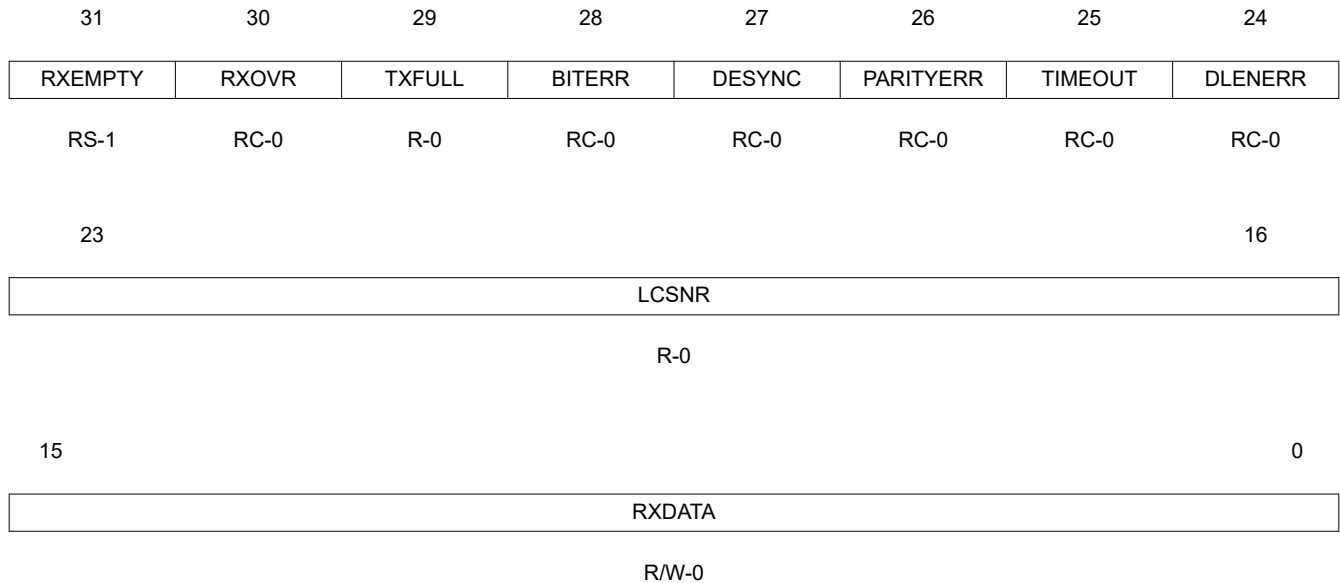 31 30 29 28 27 26 25 24
RXEMPTY RXOVR TXFULL BITERR DESYNC PARITYERR TIMEOUT DLENERR
RS-1 RC-0 R-0 RC-0 RC-0 RC-0 RC-0 RC-0
23 16
LCSNR
R-0
15 0
RXDATA
R/W-0